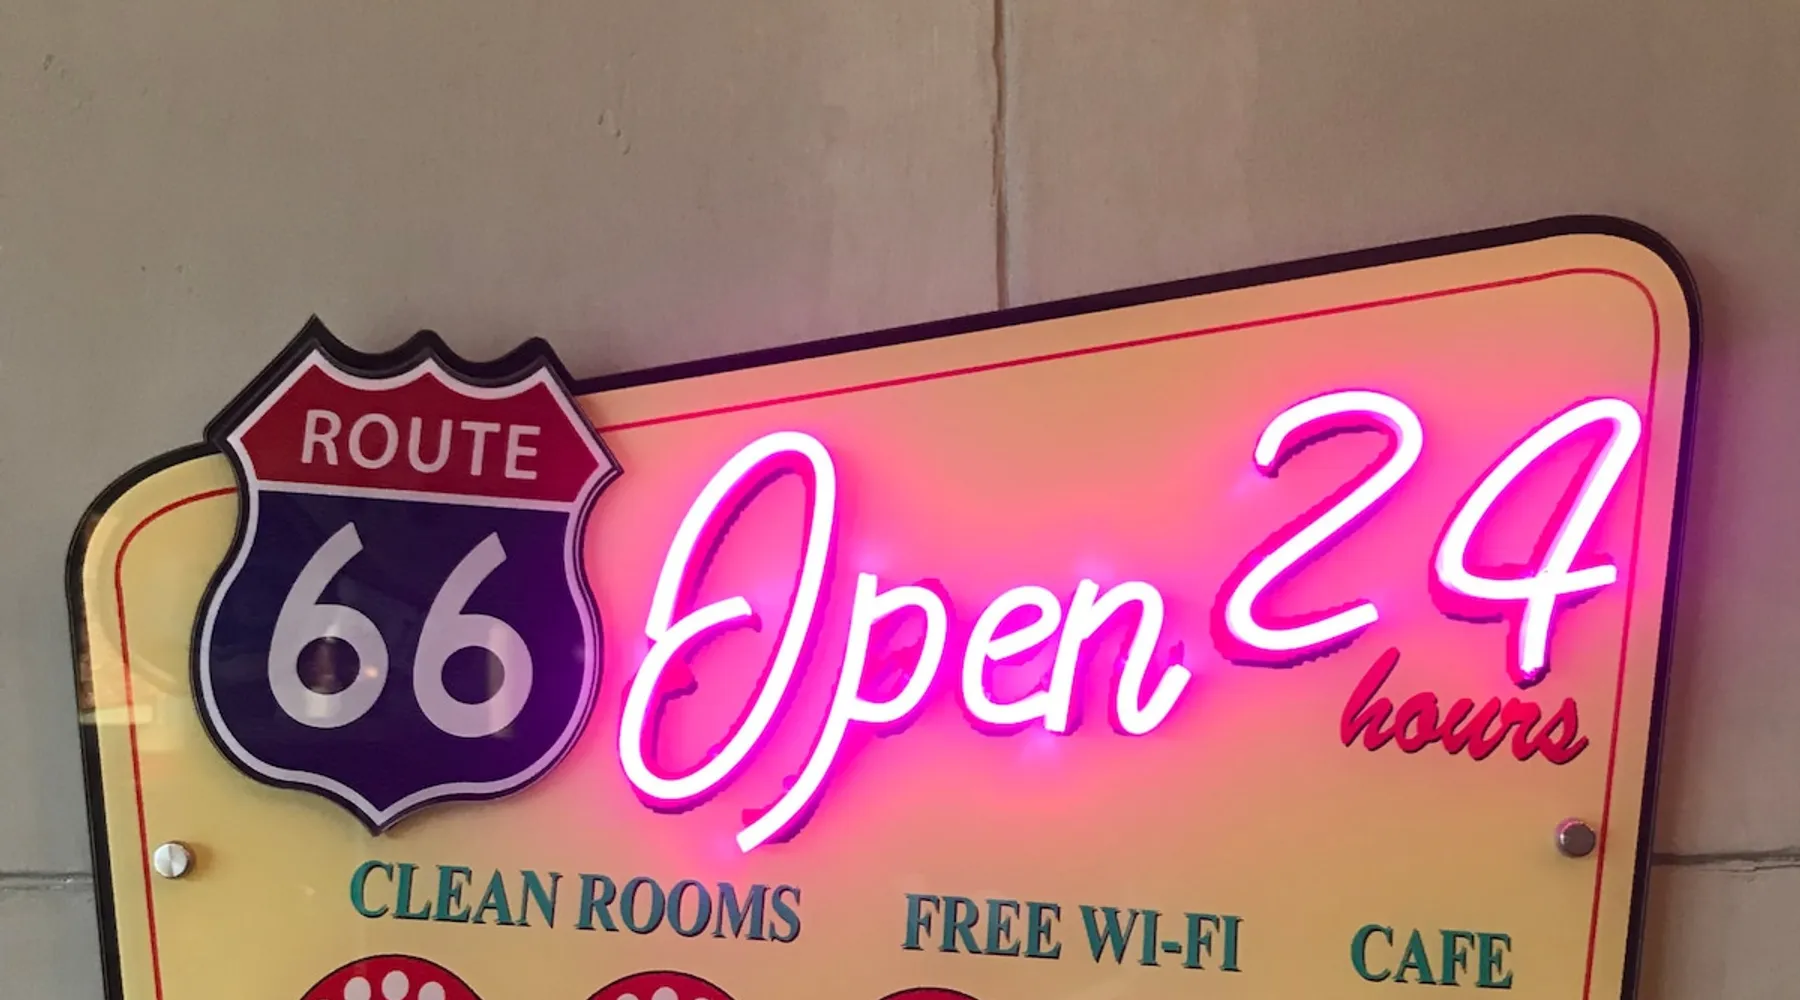 ROUTE
66
Open 24
hours
CLEAN ROOMS FREE WI-FI CAFE